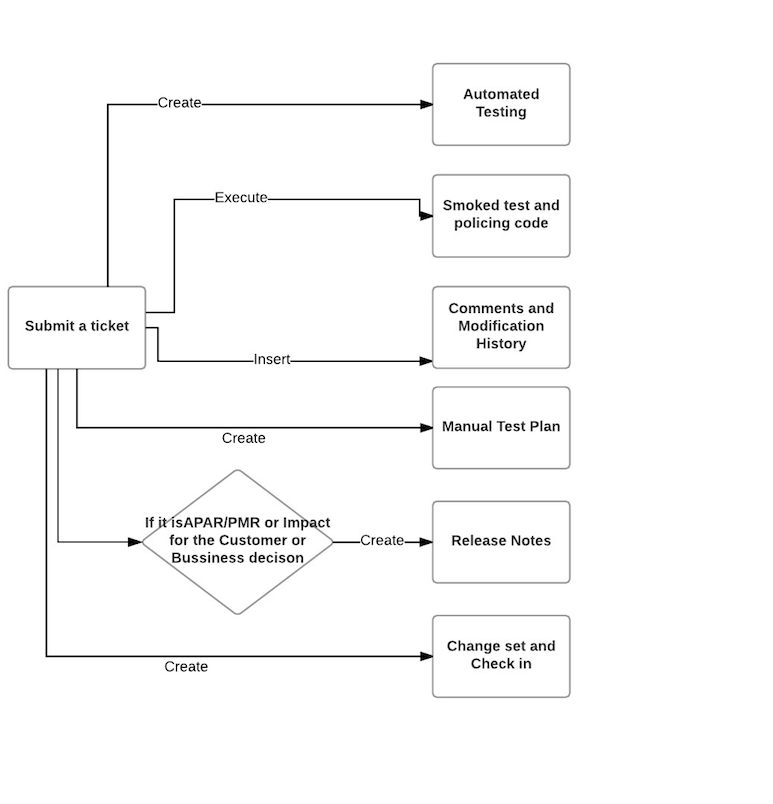 Automated
Testing
Create
Smoked test and
policing code
Execute
Submit a ticket
Comments and
Modification
History
Insert
Manual Test Plan
Create
If it isAPAR/PMR or Impact
for the Customer or
Bussiness decison
Create
Release Notes
Change set and
Check in
Create